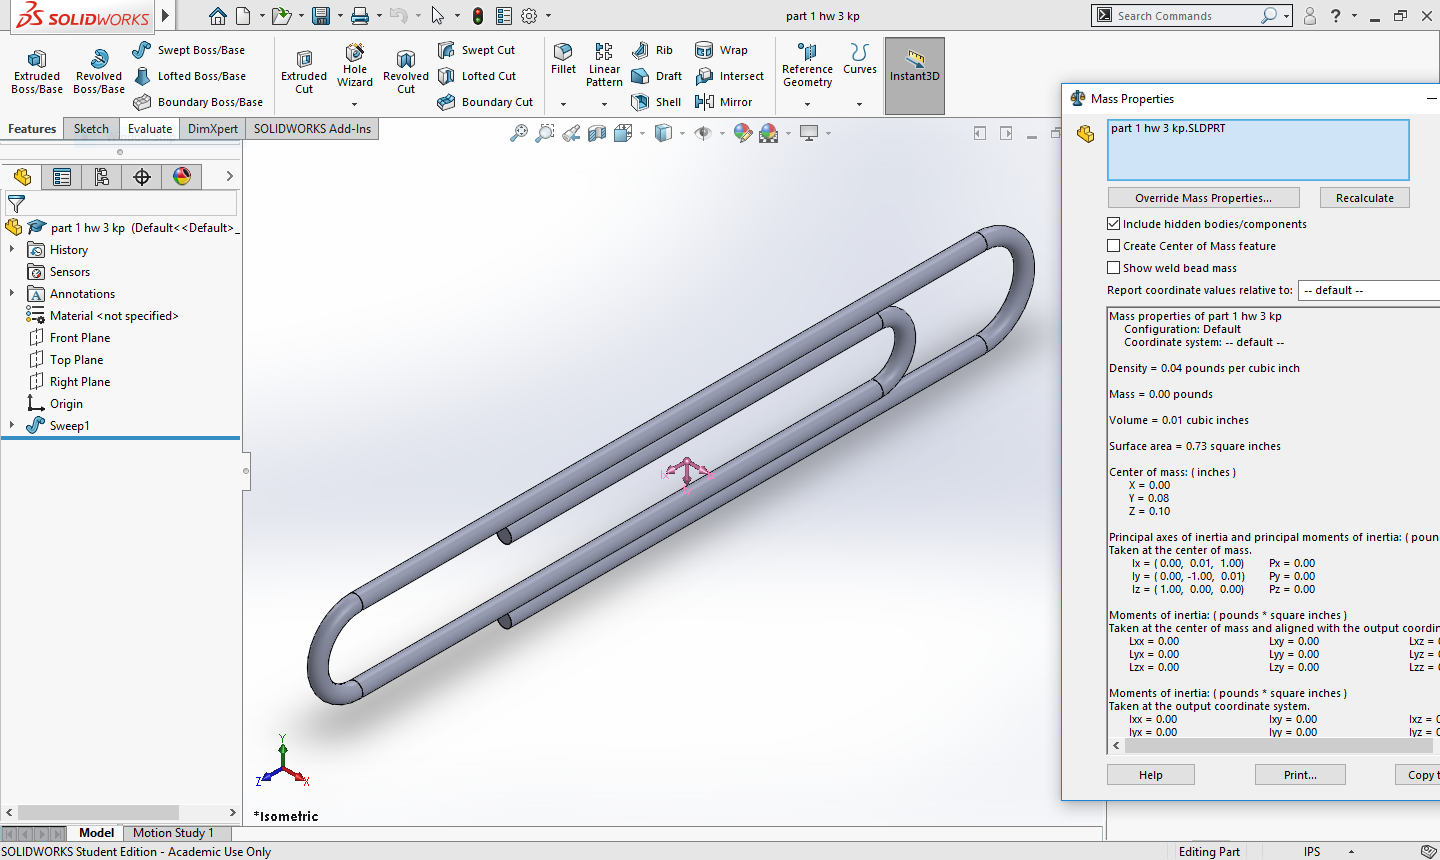 SOLIDWORKS
part 1 hw 3 kp
Search Commands
?
Extruded Boss/Base
Revolved Boss/Base
Swept Boss/Base
Lofted Boss/Base
Boundary Boss/Base
Extruded Cut
Hole Wizard
Revolved Cut
Swept Cut
Lofted Cut
Boundary Cut
Fillet
Linear Pattern
Rib
Draft
Shell
Wrap
Intersect
Mirror
Reference Geometry
Curves
Instant3D
Features
Sketch
Evaluate
DimXpert
SOLIDWORKS Add-Ins
part 1 hw 3 kp (Default<<Default>_
History
Sensors
Annotations
Material <not specified>
Front Plane
Top Plane
Right Plane
Origin
Sweep1
Y
Z
X
*Isometric
Mass Properties
part 1 hw 3 kp.SLDPRT
Override Mass Properties...
Recalculate
Include hidden bodies/components
Create Center of Mass feature
Show weld bead mass
Report coordinate values relative to:
-- default --
Mass properties of part 1 hw 3 kp
Configuration: Default
Coordinate system: -- default --
Density = 0.04 pounds per cubic inch
Mass = 0.00 pounds
Volume = 0.01 cubic inches
Surface area = 0.73 square inches
Center of mass: ( inches )
X = 0.00
Y = 0.08
Z = 0.10
Principal axes of inertia and principal moments of inertia: ( poun
Taken at the center of mass.
Ix = ( 0.00, 0.01, 1.00) Px = 0.00
Iy = ( 0.00, -1.00, 0.01) Py = 0.00
Iz = ( 1.00, 0.00, 0.00) Pz = 0.00
Moments of inertia: ( pounds * square inches )
Taken at the center of mass and aligned with the output coordin
Lxx = 0.00 Lxy = 0.00 Lxz =
Lyx = 0.00 Lyy = 0.00 Lyz =
Lzx = 0.00 Lzy = 0.00 Lzz =
Moments of inertia: ( pounds * square inches )
Taken at the output coordinate system.
Ixx = 0.00 Ixy = 0.00 Ixz =
Iyx = 0.00 Iyy = 0.00 Iyz =
Help
Print...
Copy t
Model
Motion Study 1
SOLIDWORKS Student Edition - Academic Use Only
Editing Part
IPS